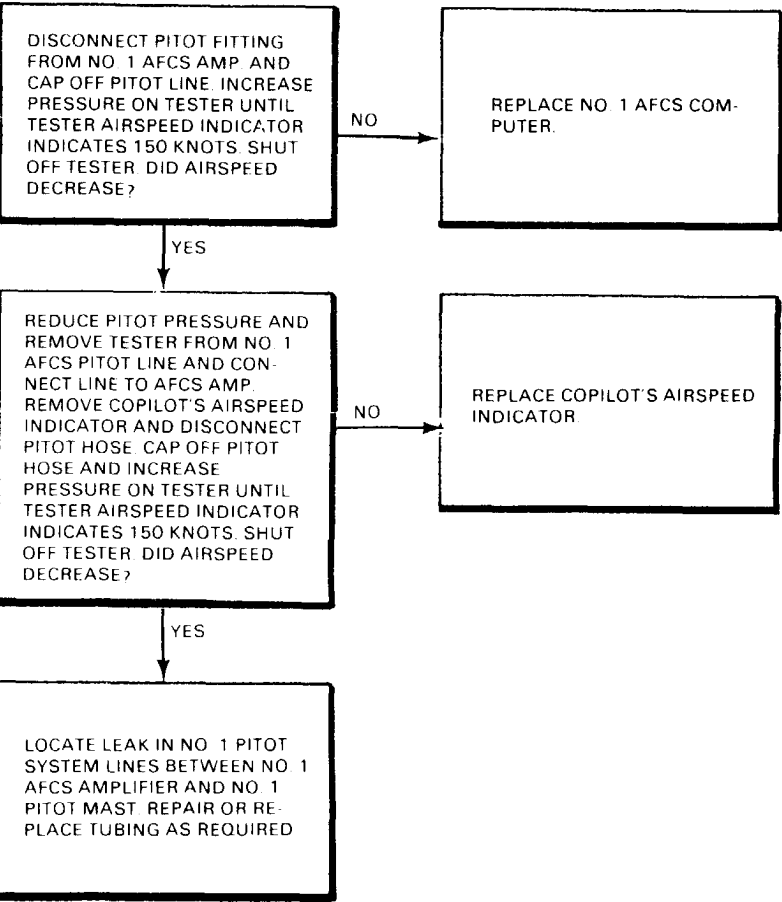 DISCONNECT PITOT FITTING
FROM NO. 1 AFCS AMP. AND
CAP OFF PITOT LINE. INCREASE
PRESSURE ON TESTER UNTIL
TESTER AIRSPEED INDICATOR
INDICATES 150 KNOTS. SHUT
OFF TESTER. DID AIRSPEED
DECREASE?
NO
REPLACE NO. 1 AFCS COM-
PUTER.
YES
REDUCE PITOT PRESSURE AND
REMOVE TESTER FROM NO. 1
AFCS PITOT LINE AND CON-
NECT LINE TO AFCS AMP.
REMOVE COPILOT'S AIRSPEED
INDICATOR AND DISCONNECT
PITOT HOSE. CAP OFF PITOT
HOSE AND INCREASE
PRESSURE ON TESTER UNTIL
TESTER AIRSPEED INDICATOR
INDICATES 150 KNOTS. SHUT
OFF TESTER. DID AIRSPEED
DECREASE?
NO
REPLACE COPILOT'S AIRSPEED
INDICATOR.
YES
LOCATE LEAK IN NO. 1 PITOT
SYSTEM LINES BETWEEN NO. 1
AFCS AMPLIFIER AND NO. 1
PITOT MAST. REPAIR OR RE-
PLACE TUBING AS REQUIRED